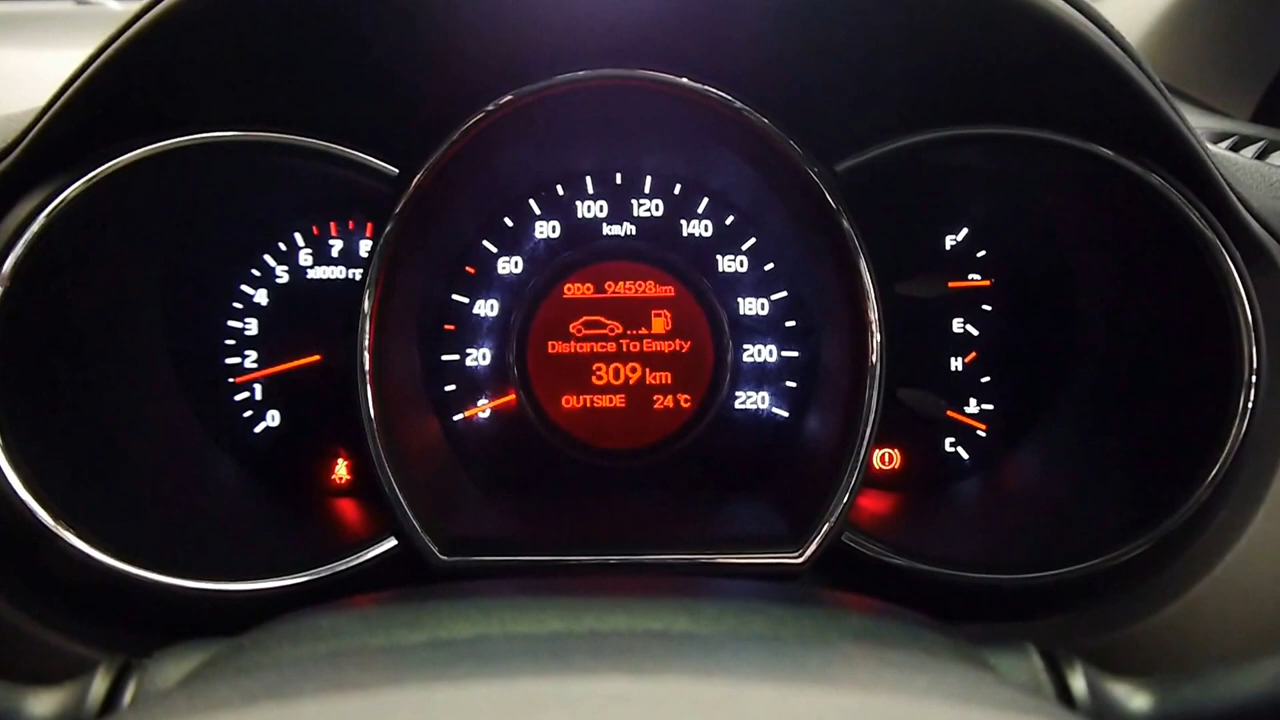 8
7
6
5
4
3
2
1
0
x1000 r
0
20
40
60
80
100
120
140
160
180
200
220
km/h
ODO 94598km
Distance To Empty
309 km
OUTSIDE 24℃
F
E
H
C